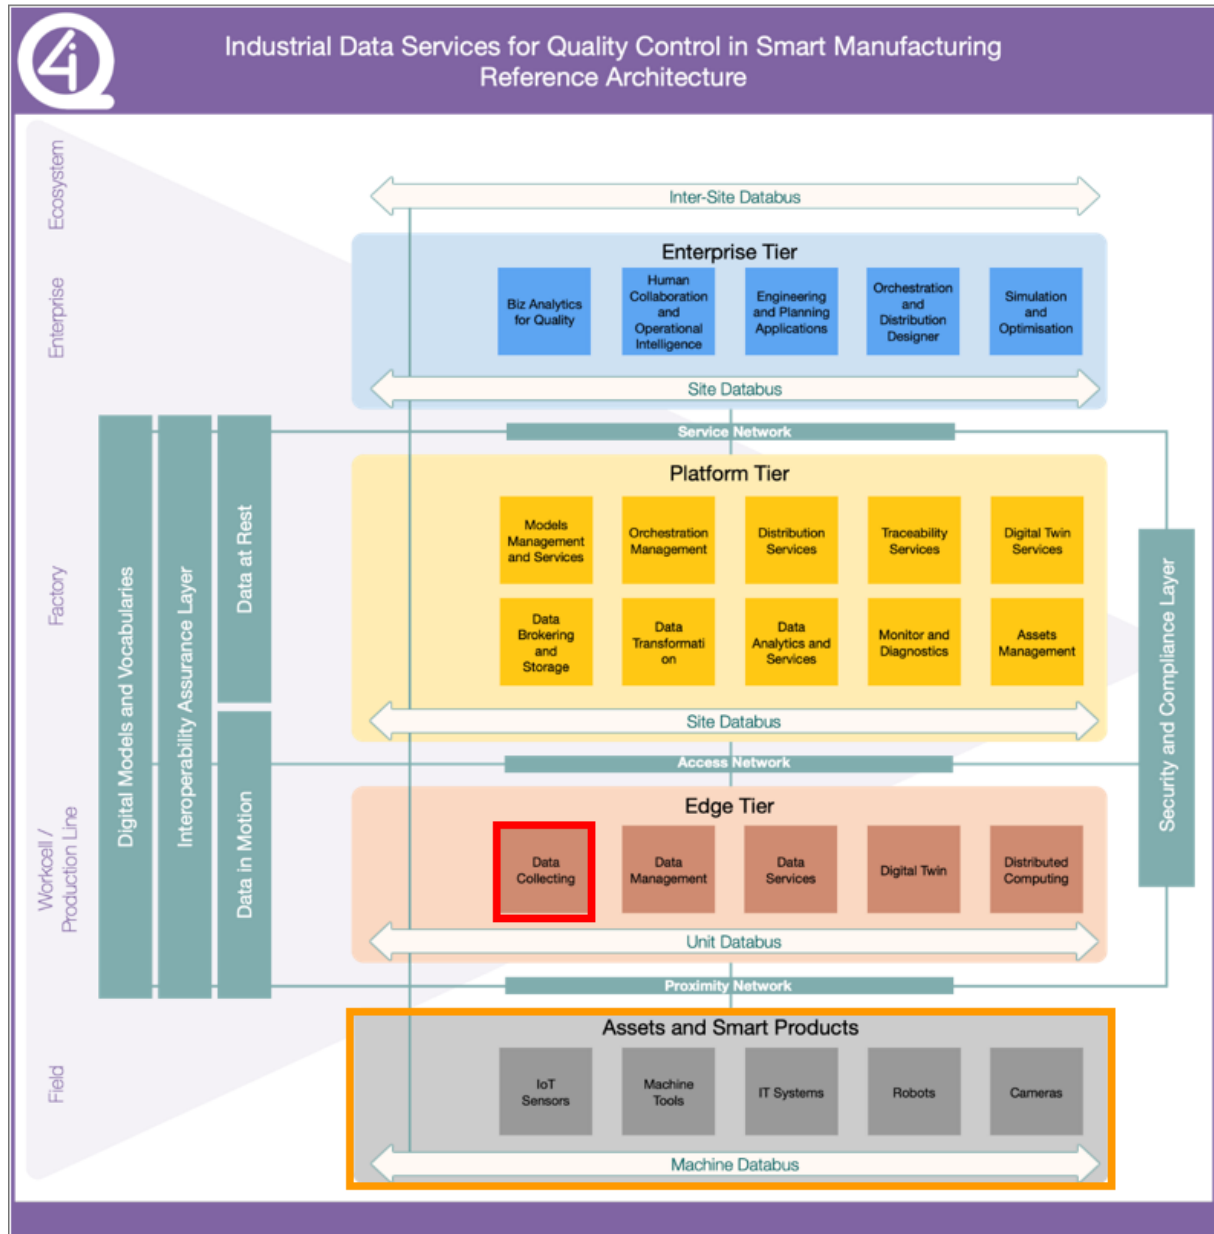 4i
Industrial Data Services for Quality Control in Smart Manufacturing
Reference Architecture
Ecosystem
Inter-Site Databus
Enterprise
Enterprise Tier
Biz Analytics
for Quality
Human
Collaboration
and
Operational
Intelligence
Engineering
and Planning
Applications
Orchestration
and
Distribution
Designer
Simulation
and
Optimisation
Site Databus
Service Network
Factory
Digital Models and Vocabularies
Interoperability Assurance Layer
Data at Rest
Data in Motion
Platform Tier
Models
Management
and Services
Orchestration
Management
Distribution
Services
Traceability
Services
Digital Twin
Services
Data
Brokering
and
Storage
Data
Transformati
on
Data
Analytics and
Services
Monitor and
Diagnostics
Assets
Management
Site Databus
Security and Compliance Layer
Access Network
Workcell /
Production Line
Edge Tier
Data
Collecting
Data
Management
Data
Services
Digital Twin
Distributed
Computing
Unit Databus
Proximity Network
Field
Assets and Smart Products
IoT
Sensors
Machine
Tools
IT Systems
Robots
Cameras
Machine Databus